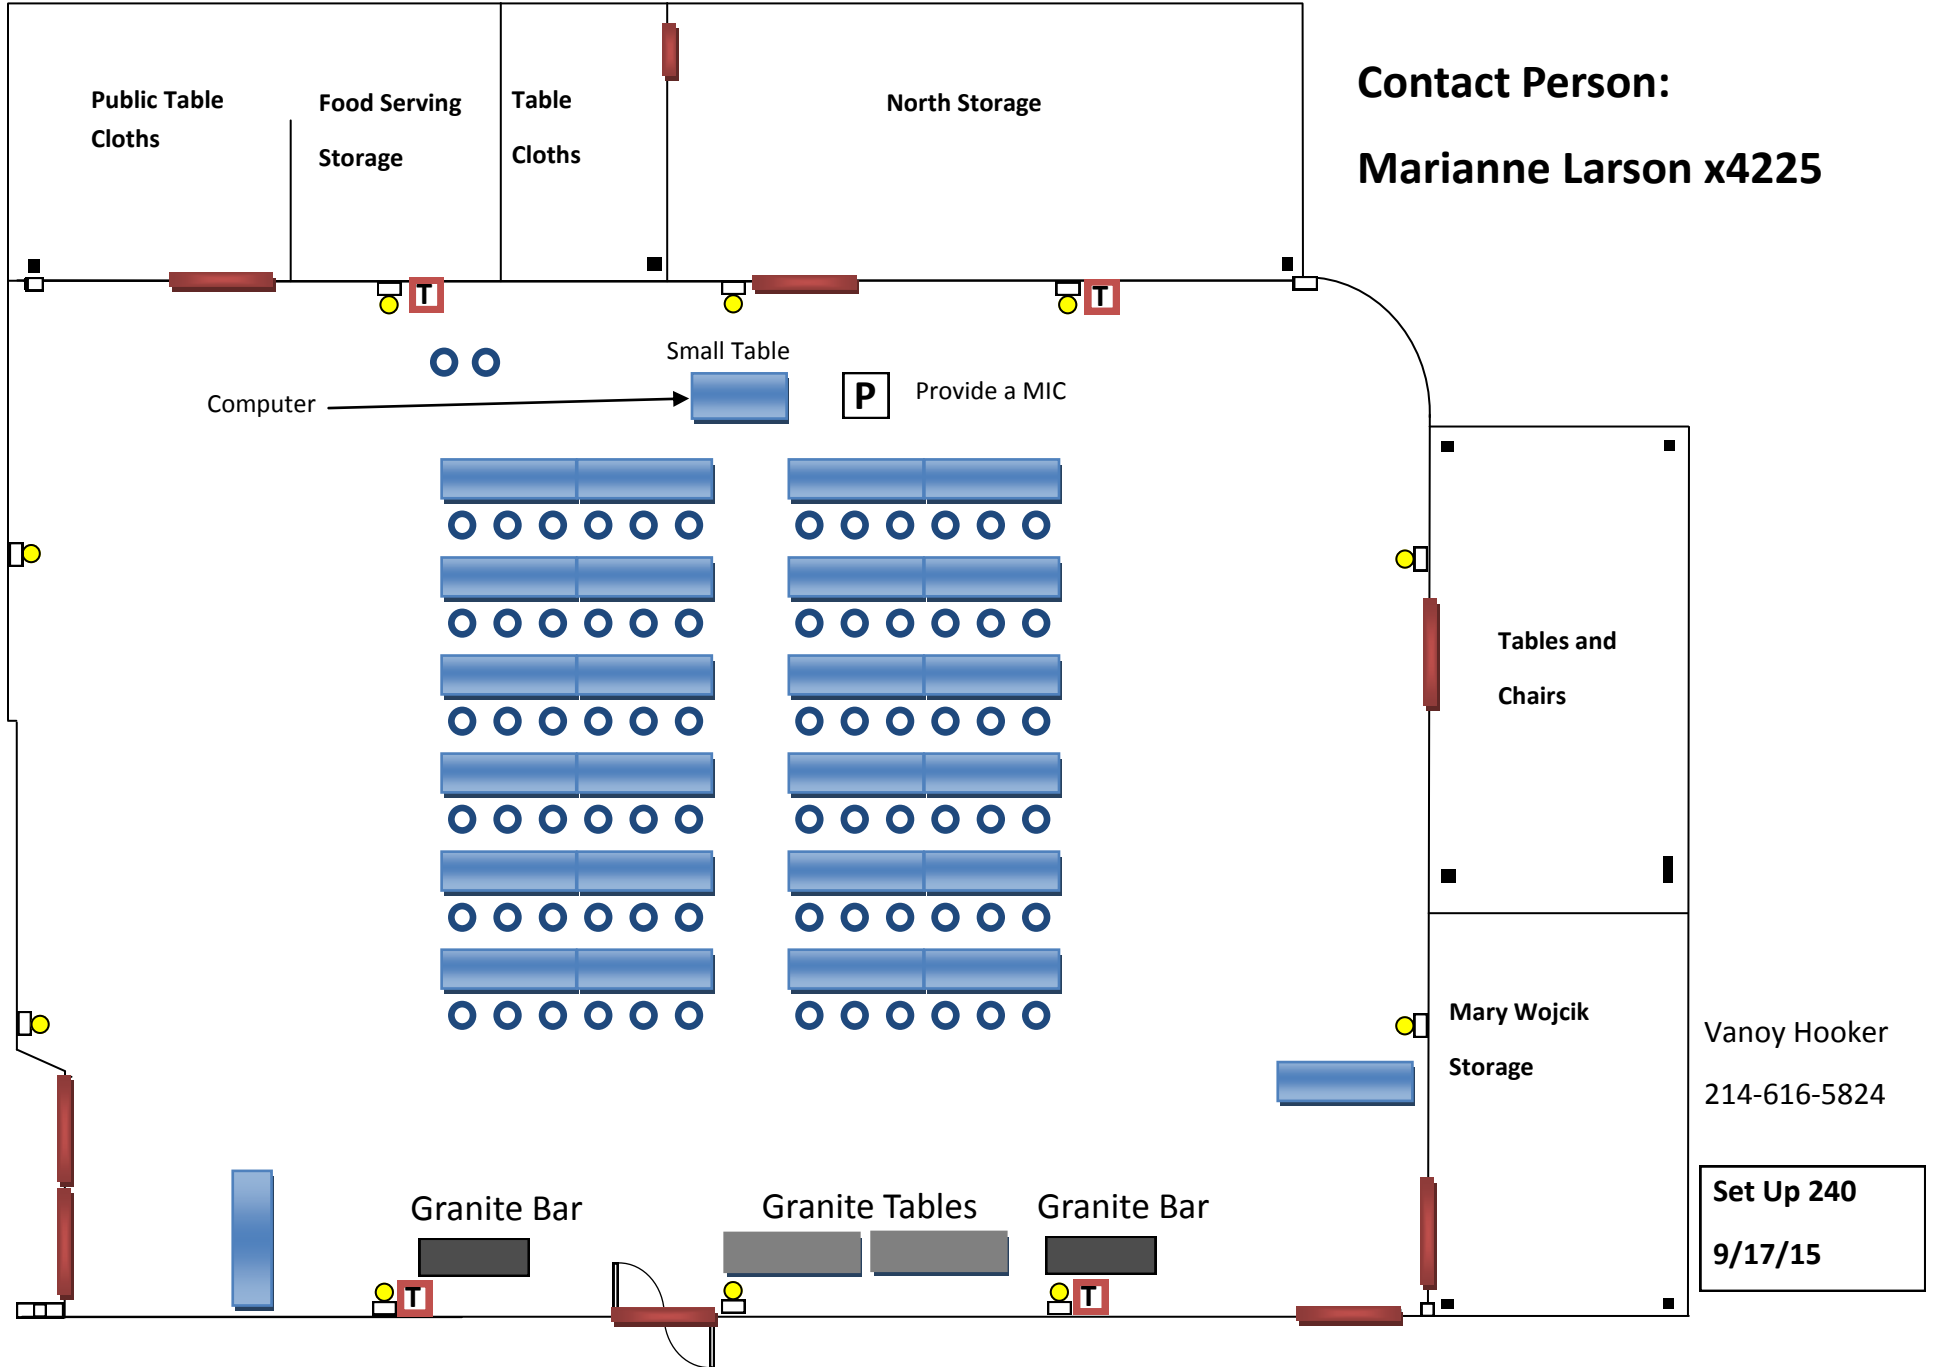 Public Table
Cloths
Food Serving
Storage
Table
Cloths
North Storage
Contact Person:
Marianne Larson x4225
T
T
Small Table
Computer
P
Provide a MIC
Tables and
Chairs
Mary Wojcik
Storage
Vanoy Hooker
214-616-5824
Set Up 240
9/17/15
Granite Bar
Granite Tables
Granite Bar
T
T